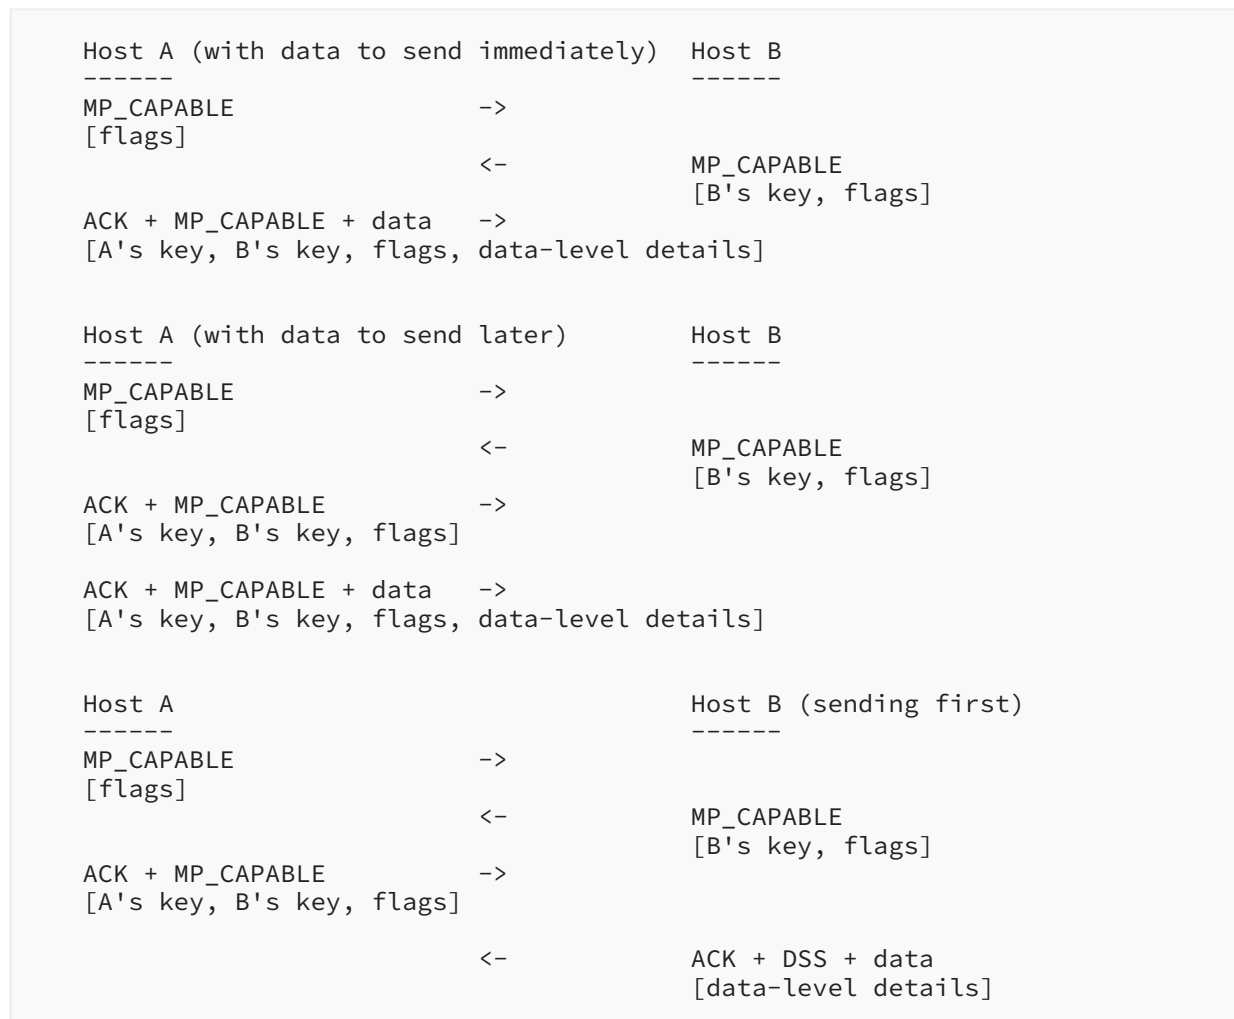 Host A (with data to send immediately)  Host B
------                                  ------
MP_CAPABLE                ->
[flags]
                          <-            MP_CAPABLE
                                        [B's key, flags]
ACK + MP_CAPABLE + data   ->
[A's key, B's key, flags, data-level details]
Host A (with data to send later)        Host B
------                                  ------
MP_CAPABLE                ->
[flags]
                          <-            MP_CAPABLE
                                        [B's key, flags]
ACK + MP_CAPABLE          ->
[A's key, B's key, flags]
ACK + MP_CAPABLE + data   ->
[A's key, B's key, flags, data-level details]
Host A                                  Host B (sending first)
------                                  ------
MP_CAPABLE                ->
[flags]
                          <-            MP_CAPABLE
                                        [B's key, flags]
ACK + MP_CAPABLE          ->
[A's key, B's key, flags]
                          <-            ACK + DSS + data
                                        [data-level details]